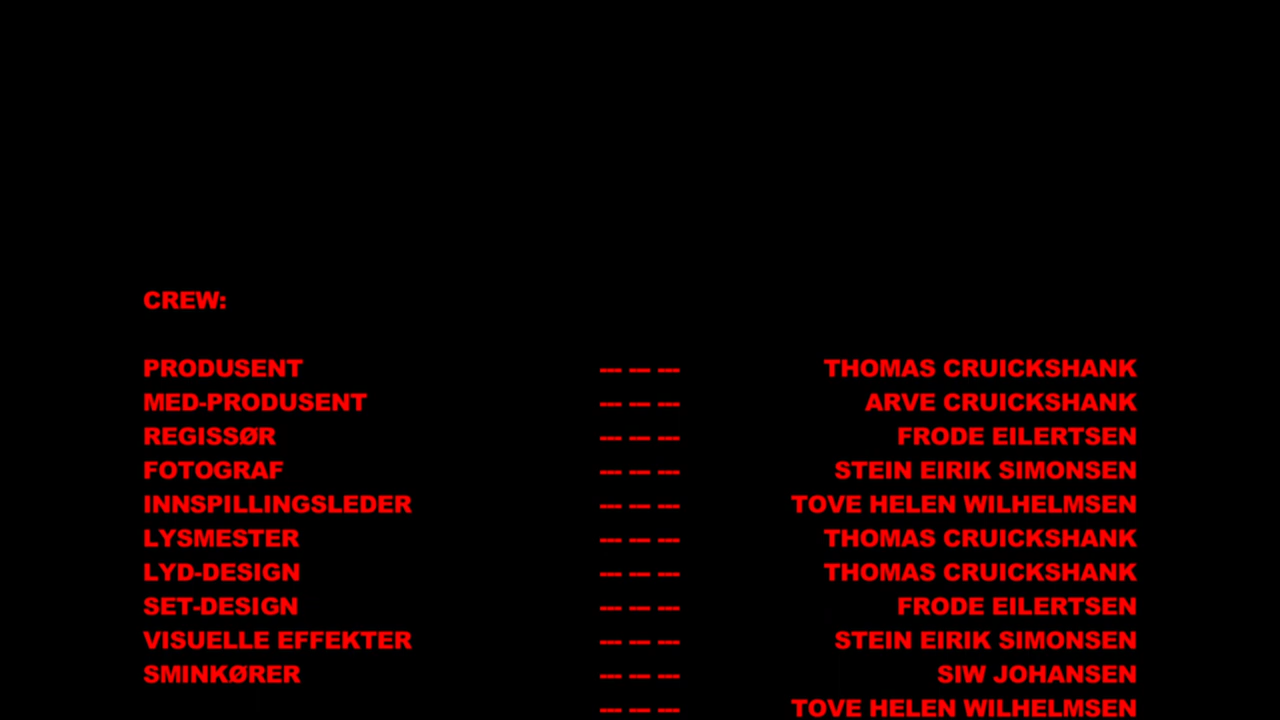 CREW:
PRODUSENT --- --- --- THOMAS CRUICKSHANK
MED-PRODUSENT --- --- --- ARVE CRUICKSHANK
REGISSØR --- --- --- FRODE EILERTSEN
FOTOGRAF --- --- --- STEIN EIRIK SIMONSEN
INNSPILLINGSLEDER --- --- --- TOVE HELEN WILHELMSEN
LYSMESTER --- --- --- THOMAS CRUICKSHANK
LYD-DESIGN --- --- --- THOMAS CRUICKSHANK
SET-DESIGN --- --- --- FRODE EILERTSEN
VISUELLE EFFEKTER --- --- --- STEIN EIRIK SIMONSEN
SMINKØRER --- --- --- SIW JOHANSEN
--- --- --- TOVE HELEN WILHELMSEN